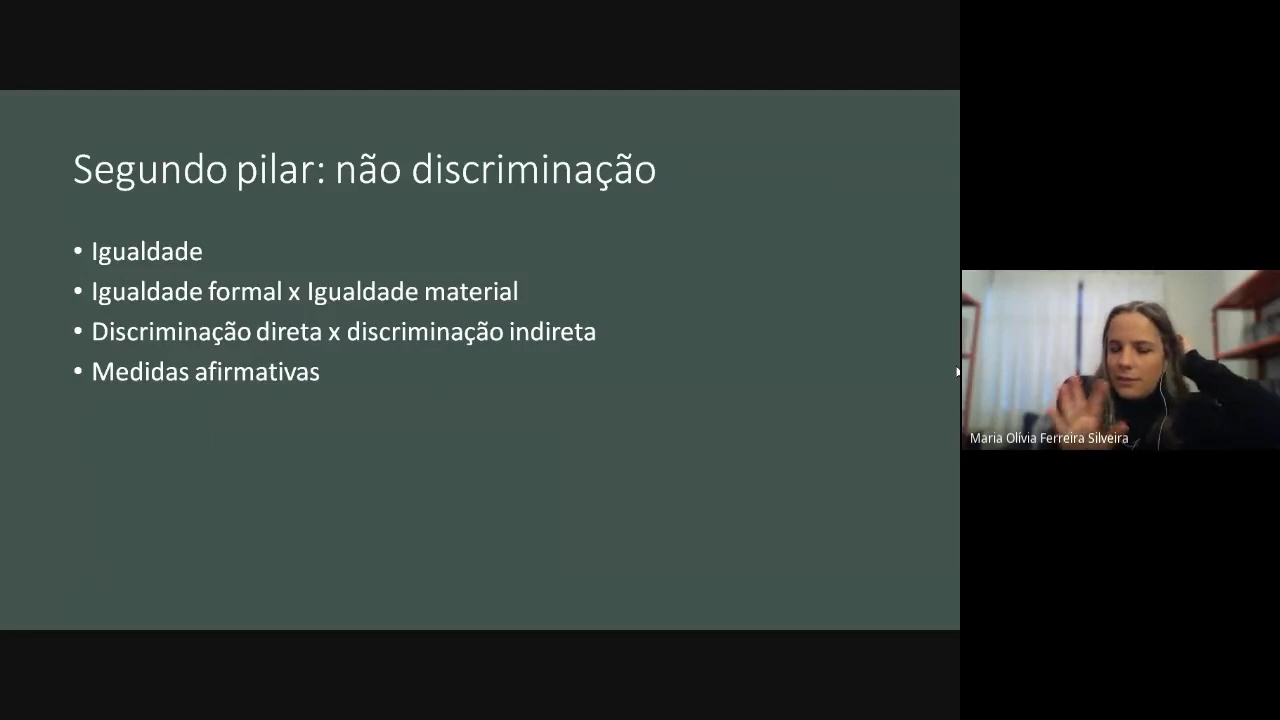 Segundo pilar: não discriminação
• Igualdade
• Igualdade formal x Igualdade material
• Discriminação direta x discriminação indireta
• Medidas afirmativas
Maria Olívia Ferreira Silveira